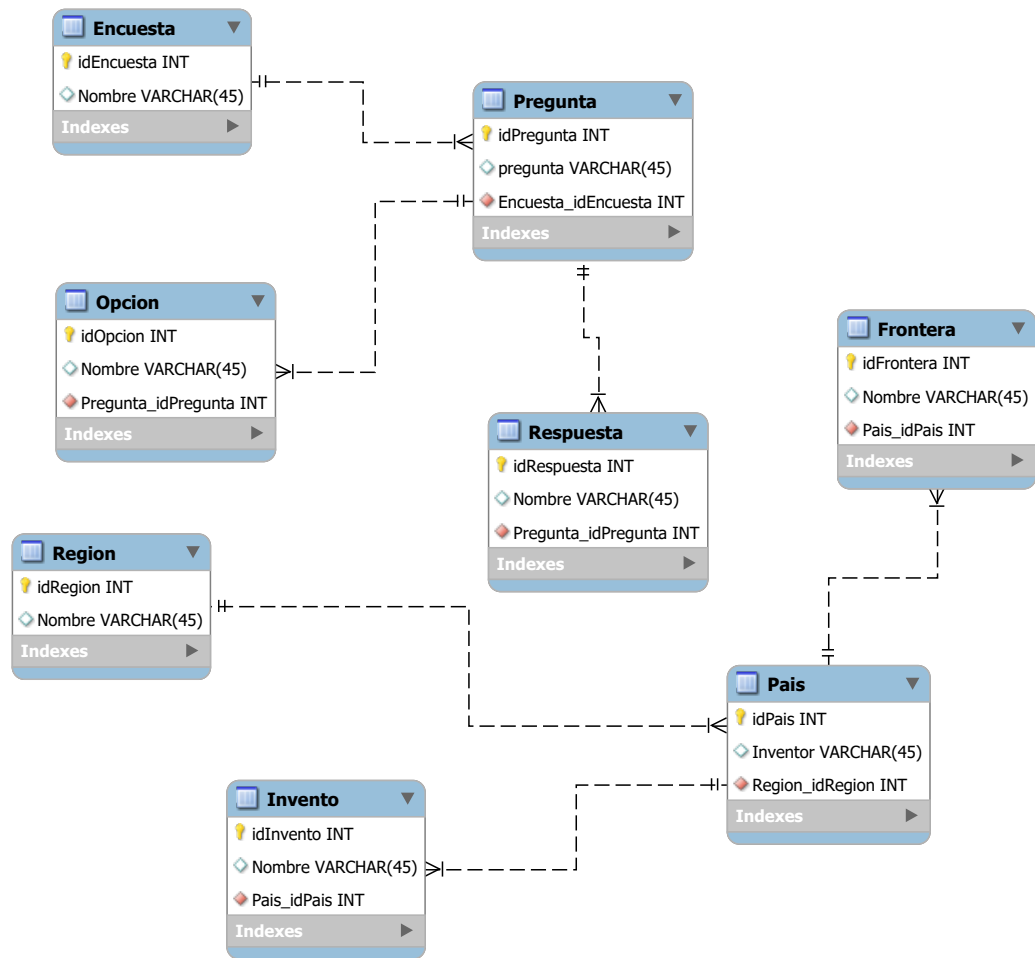 Encuesta
idEncuesta INT
Nombre VARCHAR(45)
Indexes
Pregunta
idPregunta INT
pregunta VARCHAR(45)
Encuesta_idEncuesta INT
Indexes
Opcion
idOpcion INT
Nombre VARCHAR(45)
Pregunta_idPregunta INT
Indexes
Frontera
idFrontera INT
Nombre VARCHAR(45)
Pais_idPais INT
Indexes
Respuesta
idRespuesta INT
Nombre VARCHAR(45)
Pregunta_idPregunta INT
Indexes
Region
idRegion INT
Nombre VARCHAR(45)
Indexes
Pais
idPais INT
Inventor VARCHAR(45)
Region_idRegion INT
Indexes
Invento
idInvento INT
Nombre VARCHAR(45)
Pais_idPais INT
Indexes